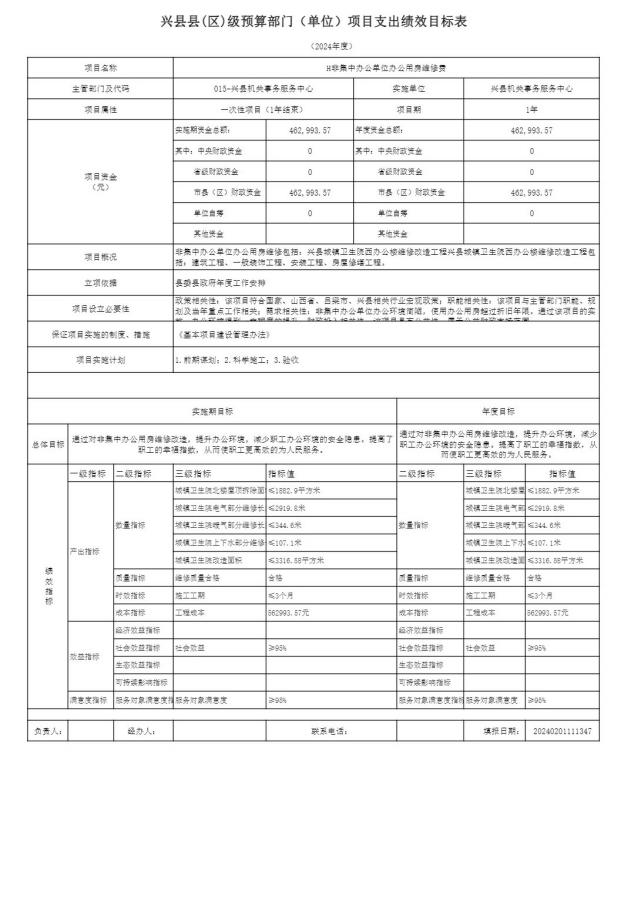 兴县县(区)级预算部门（单位）项目支出绩效目标表
（2024年度）
项目名称 H非集中办公单位办公用房维修费
主管部门及代码 015-兴县机关事务服务中心 实施单位 兴县机关事务服务中心
项目属性 一次性项目（1年结束） 项目期 1年
项目资金（元）
实施期资金总额： 462,993.57 年度资金总额： 462,993.57
其中：中央财政资金 0 其中：中央财政资金 0
省级财政资金 0 省级财政资金 0
市县（区）财政资金 462,993.57 市县（区）财政资金 462,993.57
单位自筹 0 单位自筹 0
其他资金 其他资金
项目概况
非集中办公单位办公用房维修包括：兴县城镇卫生院西办公楼维修改造工程兴县城镇卫生院西办公楼维修改造工程包
括：建筑工程、一般装饰工程、安装工程、房屋修缮工程。
立项依据 县委县政府年度工作安排
项目设立必要性
政策相关性：该项目符合国家、山西省、吕梁市、兴县相关行业宏观政策；职能相关性：该项目与主管部门职能、规
划及当年重点工作相关；需求相关性：非集中办公单位办公环境简陋，使用办公用房超过折旧年限，通过该项目的实
保证项目实施的制度、措施 《基本项目建设管理办法》
项目实施计划 1.前期谋划；2.科学施工；3.验收
实施期目标 年度目标
总体目标
通过对非集中办公用房维修改造，提升办公环境，减少职工办公环境的安全隐患，提高了
职工的幸福指数，从而使职工更高效的为人民服务。
通过对非集中办公用房维修改造，提升办公环境，减少
职工办公环境的安全隐患，提高了职工的幸福指数，从
而使职工更高效的为人民服务。
绩效指标
一级指标 二级指标 三级指标 指标值 二级指标 三级指标 指标值
产出指标
数量指标 数量指标
城镇卫生院北楼屋顶拆除面 ≤1882.9平方米 城镇卫生院北楼屋 ≤1882.9平方米
城镇卫生院电气部分维修长 ≤2919.8米 城镇卫生院电气部 ≤2919.8米
城镇卫生院暖气部分维修长 ≤344.6米 城镇卫生院暖气部 ≤344.6米
城镇卫生院上下水部分维修 ≤107.1米 城镇卫生院上下水 ≤107.1米
城镇卫生院改造面积 ≤3316.58平方米 城镇卫生院改造面 ≤3316.58平方米
质量指标 维修质量合格 合格 质量指标 维修质量合格 合格
时效指标 施工工期 ≤3个月 时效指标 施工工期 ≤3个月
成本指标 工程成本 562993.57元 成本指标 工程成本 562993.57元
效益指标
经济效益指标 经济效益指标
社会效益指标 社会效益 ≥95% 社会效益指标 社会效益 ≥95%
生态效益指标 生态效益指标
可持续影响指标 可持续影响指标
满意度指标 服务对象满意度指 服务对象满意度 ≥98% 服务对象满意度指标 服务对象满意度 ≥98%
负责人： 经办人： 联系电话： 填报日期： 20240201111347